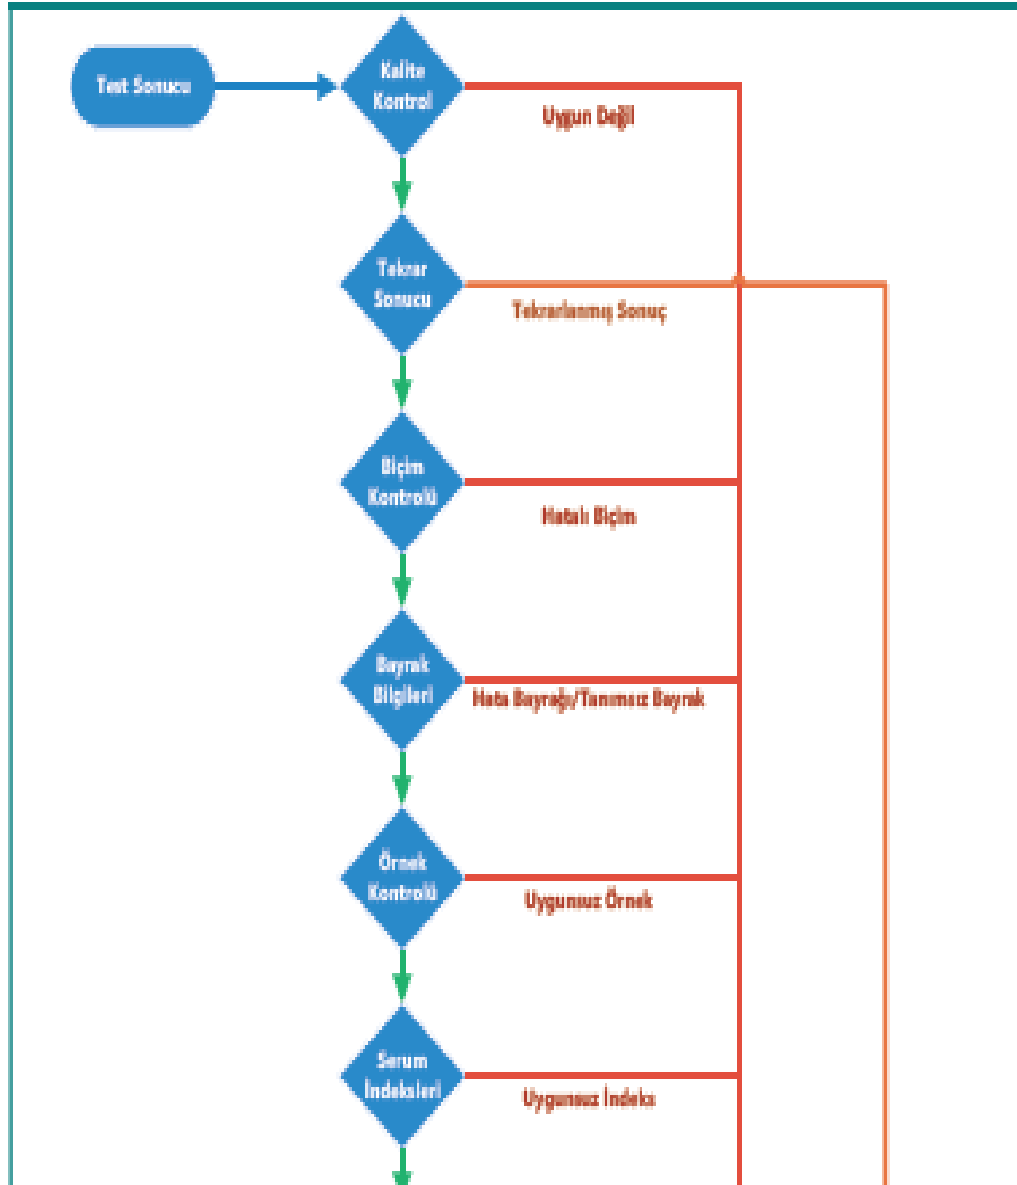 Test Sonucu
Kalite
Kontrol
Uygun Değil
Tekrar
Sonucu
Tekrarlanmış Sonuç
Biçim
Kontrolü
Hatalı Biçim
Bayrak
Bilgileri
Hata Bayrağı/Tanımsız Bayrak
Örnek
Kontrolü
Uygunsuz Örnek
Serum
İndeksleri
Uygunsuz İndeks